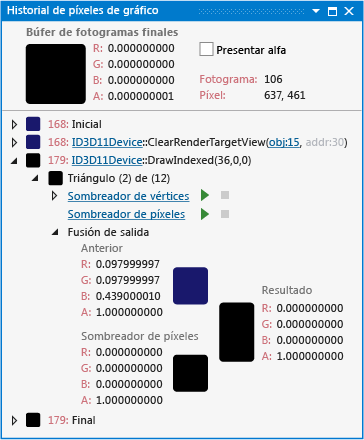 Historial de píxeles de gráfico
Búfer de fotogramas finales
R: 0.000000000
G: 0.000000000
B: 0.000000000
A: 0.000000001
Presentar alfa
Fotograma: 106
Píxel: 637, 461
168: Inicial
168: ID3D11Device::ClearRenderTargetView(obj:15, addr:30)
179: ID3D11Device::DrawIndexed(36,0,0)
Triángulo (2) de (12)
Sombreador de vértices
Sombreador de píxeles
Fusión de salida
Anterior
R: 0.097999997
G: 0.097999997
B: 0.439000010
A: 1.000000000
Sombreador de píxeles
R: 0.000000000
G: 0.000000000
B: 0.000000000
A: 1.000000000
Resultado
R: 0.000000000
G: 0.000000000
B: 0.000000000
A: 1.000000000
179: Final